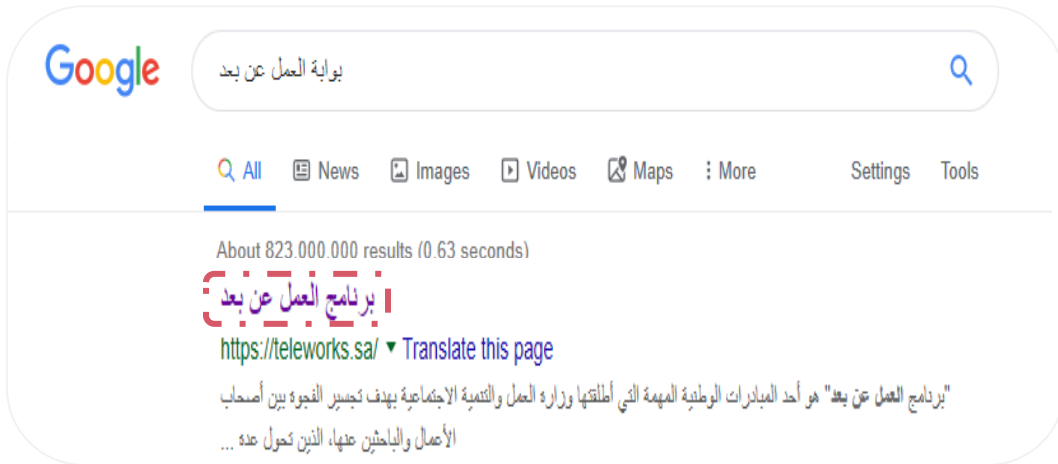 Google
بوابة العمل عن بعد
All News Images Videos Maps More Settings Tools
About 823,000,000 results (0.63 seconds)
برنامج العمل عن بعد
https://teleworks.sa/ ▼ Translate this page
"برنامج العمل عن بعد" هو أحد المبادرات الوطنية المهمة التي أطلقتها وزاره العمل والتنمية الاجتماعية بهدف تجسير الفجوة بين أصحاب
الأعمال والباحثين عنها، الذين تحول عدة ...